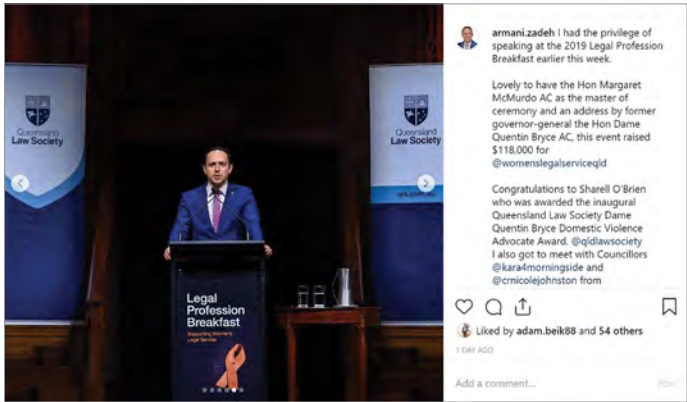 Queensland
Law Society
Queensland
Law Society
Legal
Profession
Breakfast
Supporting Women's
Legal Service
armani.zadeh I had the privilege of
speaking at the 2019 Legal Profession
Breakfast earlier this week.
Lovely to have the Hon Margaret
McMurdo AC as the master of
ceremony and an address by former
governor-general the Hon Dame
Quentin Bryce AC, this event raised
$118,000 for
@womenslegalserviceqld
Congratulations to Sharell O'Brien
who was awarded the inaugural
Queensland Law Society Dame
Quentin Bryce Domestic Violence
Advocate Award. @qldlawsociety
I also got to meet with Councillors
@kara4morningside and
@crnicolejohnston from
Liked by adam.beik88 and 54 others
1 DAY AGO
Add a comment...
Post